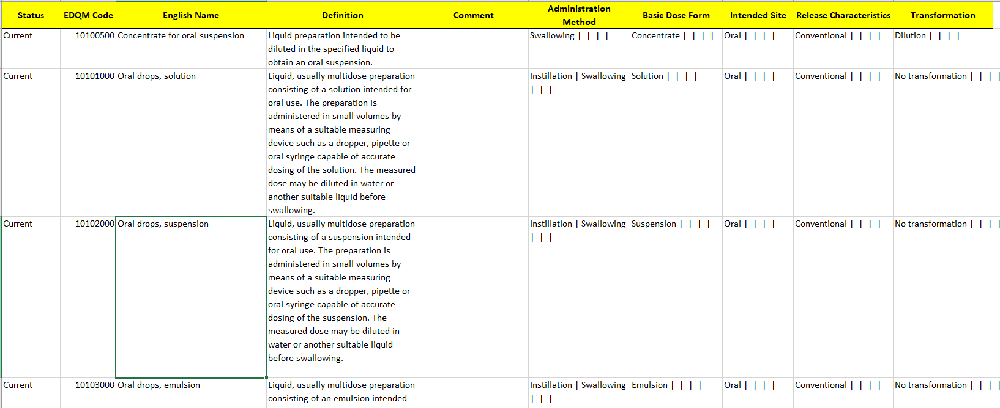 Status EDQM Code English Name Definition Comment Administration Method Basic Dose Form Intended Site Release Characteristics Transformation
Current 10100500 Concentrate for oral suspension Liquid preparation intended to be Swallowing | | | | Concentrate | | | | Oral | | | | Conventional | | | | Dilution | | | |
diluted in the specified liquid to
obtain an oral suspension.
Current 10101000 Oral drops, solution Liquid, usually multidose preparation Instillation | Swallowing Solution | | | | Oral | | | | Conventional | | | | No transformation | | | |
consisting of a solution intended for | | |
oral use. The preparation is
administered in small volumes by
means of a suitable measuring
device such as a dropper, pipette or
oral syringe capable of accurate
dosing of the solution. The measured
dose may be diluted in water or
another suitable liquid before
swallowing.
Current 10102000 Oral drops, suspension Liquid, usually multidose preparation Instillation | Swallowing Suspension | | | | Oral | | | | Conventional | | | | No transformation | | | |
consisting of a suspension intended | | |
for oral use. The preparation is
administered in small volumes by
means of a suitable measuring
device such as a dropper, pipette or
oral syringe capable of accurate
dosing of the suspension. The
measured dose may be diluted in
water or another suitable liquid
before swallowing.
Current 10103000 Oral drops, emulsion Liquid, usually multidose preparation Instillation | Swallowing Emulsion | | | | Oral | | | | Conventional | | | | No transformation | | | |
consisting of an emulsion intended | | |